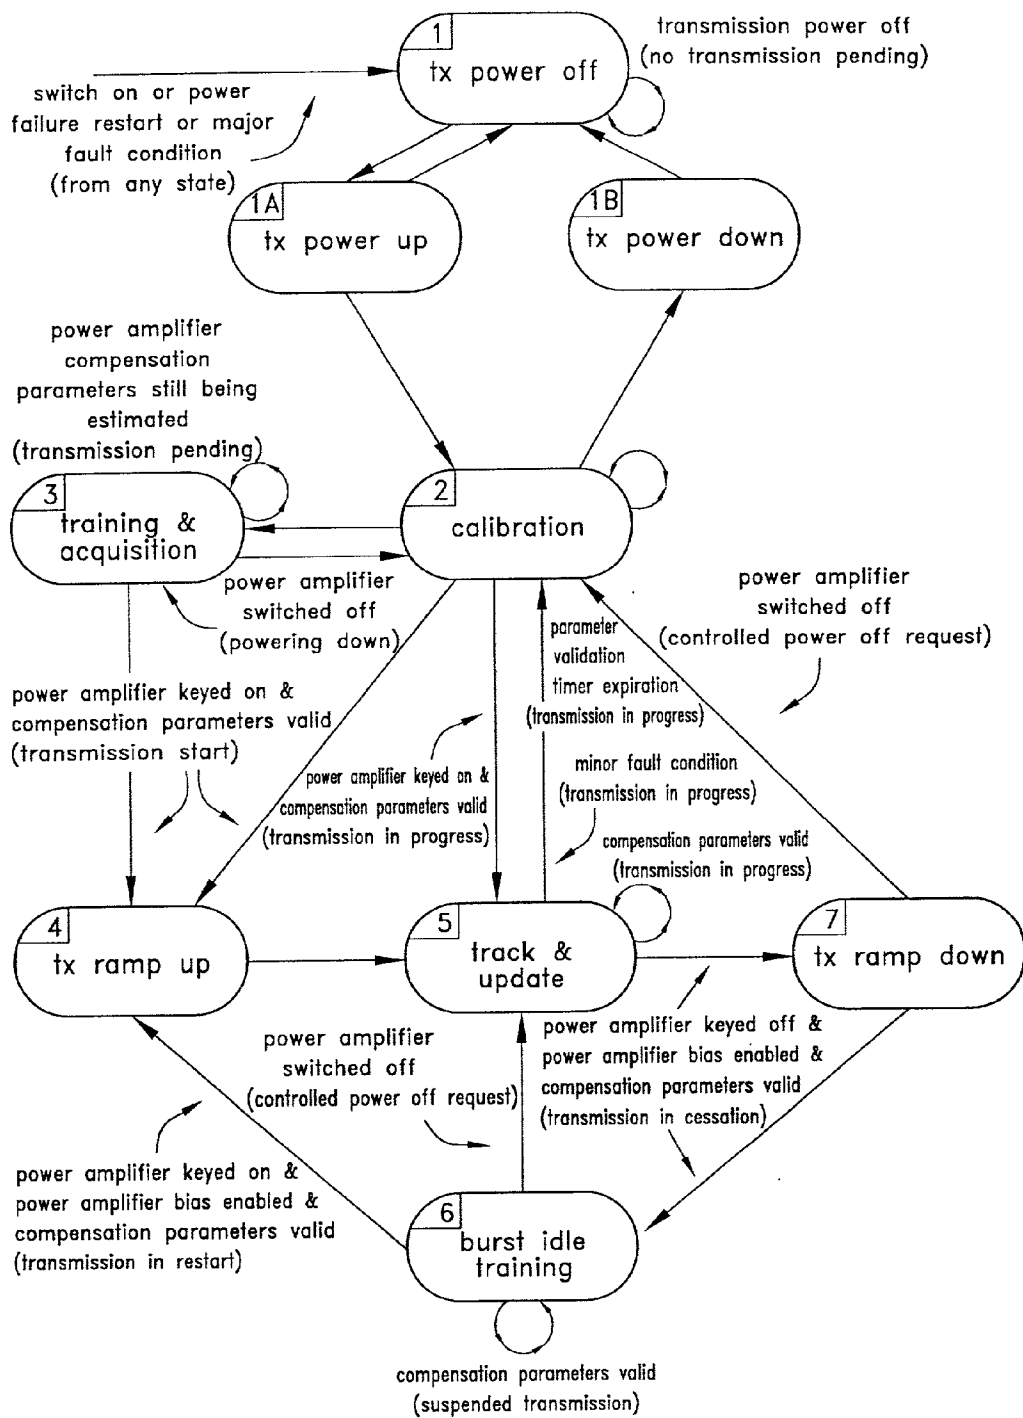 1
tx power off
transmission power off
(no transmission pending)
switch on or power
failure restart or major
fault condition
(from any state)
1A
tx power up
1B
tx power down
power amplifier
compensation
parameters still being
estimated
(transmission pending)
3
training &
acquisition
2
calibration
power amplifier
switched off
(powering down)
power amplifier
switched off
(controlled power off request)
parameter
validation
timer expiration
(transmission in progress)
power amplifier keyed on &
compensation parameters valid
(transmission start)
power amplifier keyed on &
compensation parameters valid
(transmission in progress)
minor fault condition
(transmission in progress)
compensation parameters valid
(transmission in progress)
4
tx ramp up
5
track &
update
7
tx ramp down
power amplifier
switched off
(controlled power off request)
power amplifier keyed off &
power amplifier bias enabled &
compensation parameters valid
(transmission in cessation)
power amplifier keyed on &
power amplifier bias enabled &
compensation parameters valid
(transmission in restart)
6
burst idle
training
compensation parameters valid
(suspended transmission)